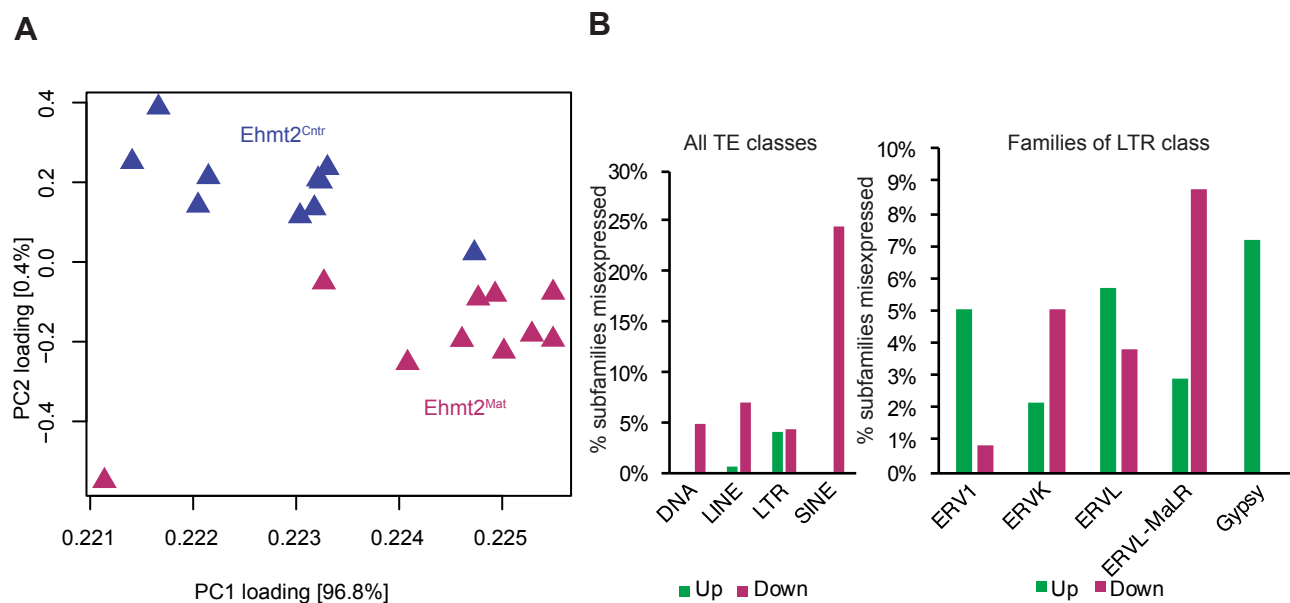 A
B
0.4
0.2
0.0
−0.2
−0.4
PC2 loading [0.4%]
Ehmt2Cntr
Ehmt2Mat
0.221
0.222
0.223
0.224
0.225
PC1 loading [96.8%]
All TE classes
% subfamilies misexpressed
30%
25%
20%
15%
10%
5%
0%
DNA
LINE
LTR
SINE
Up Down
Families of LTR class
% subfamilies misexpressed
10%
9%
8%
7%
6%
5%
4%
3%
2%
1%
0%
ERV1
ERVK
ERVL
ERVL-MaLR
Gypsy
Up Down